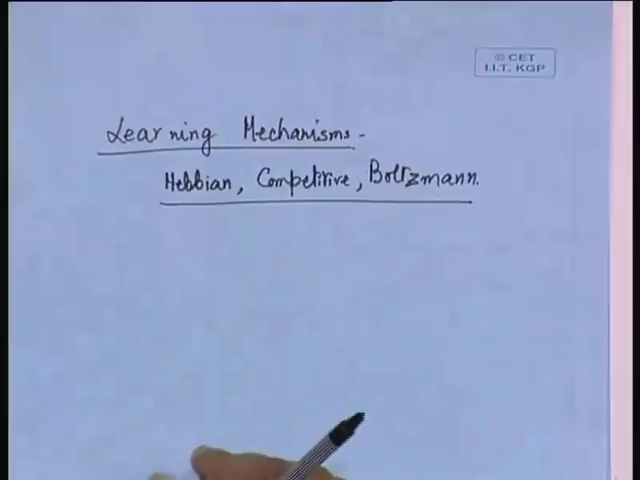 © CET
I.I.T. KGP
Learning Mechanisms -
Hebbian, Competitive, Boltzmann.